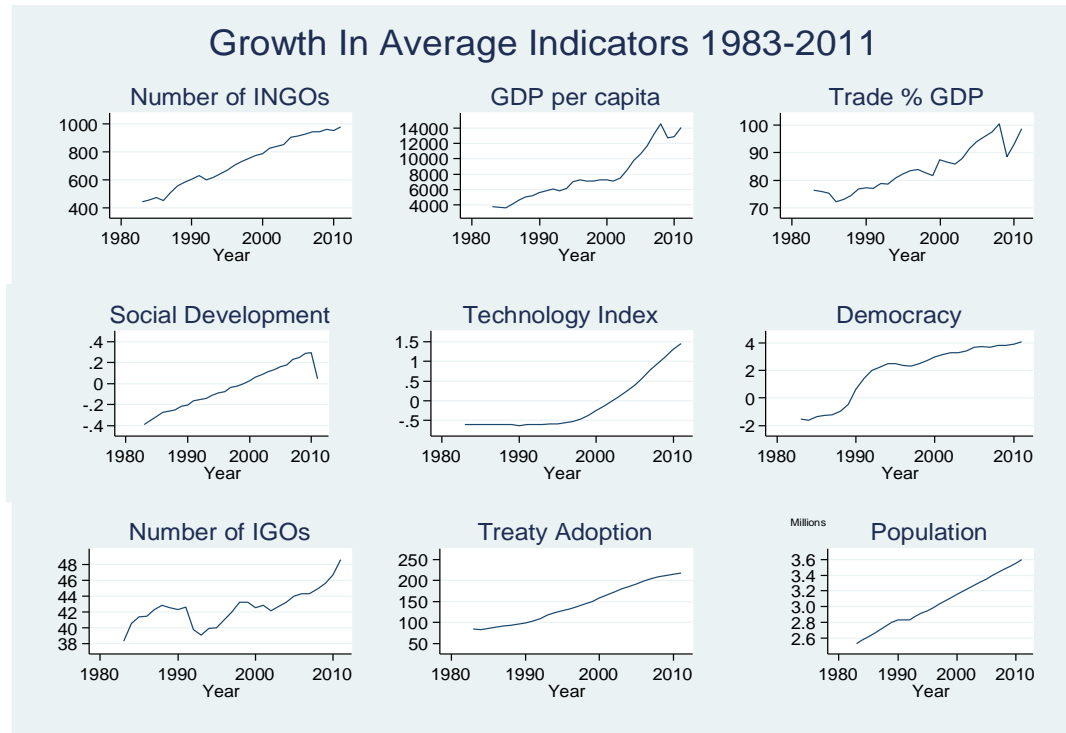 Growth In Average Indicators 1983-2011
Number of INGOs
1000
800
600
400
1980 1990 2000 2010
Year
GDP per capita
14000
12000
10000
8000
6000
4000
1980 1990 2000 2010
Year
Trade % GDP
100
90
80
70
1980 1990 2000 2010
Year
Social Development
.4
.2
0
-.2
-.4
1980 1990 2000 2010
Year
Technology Index
1.5
1
.5
0
-.5
1980 1990 2000 2010
Year
Democracy
4
2
0
-2
1980 1990 2000 2010
Year
Number of IGOs
48
46
44
42
40
38
1980 1990 2000 2010
Year
Treaty Adoption
250
200
150
100
50
1980 1990 2000 2010
Year
Millions
Population
3.6
3.4
3.2
3.0
2.8
2.6
1980 1990 2000 2010
Year